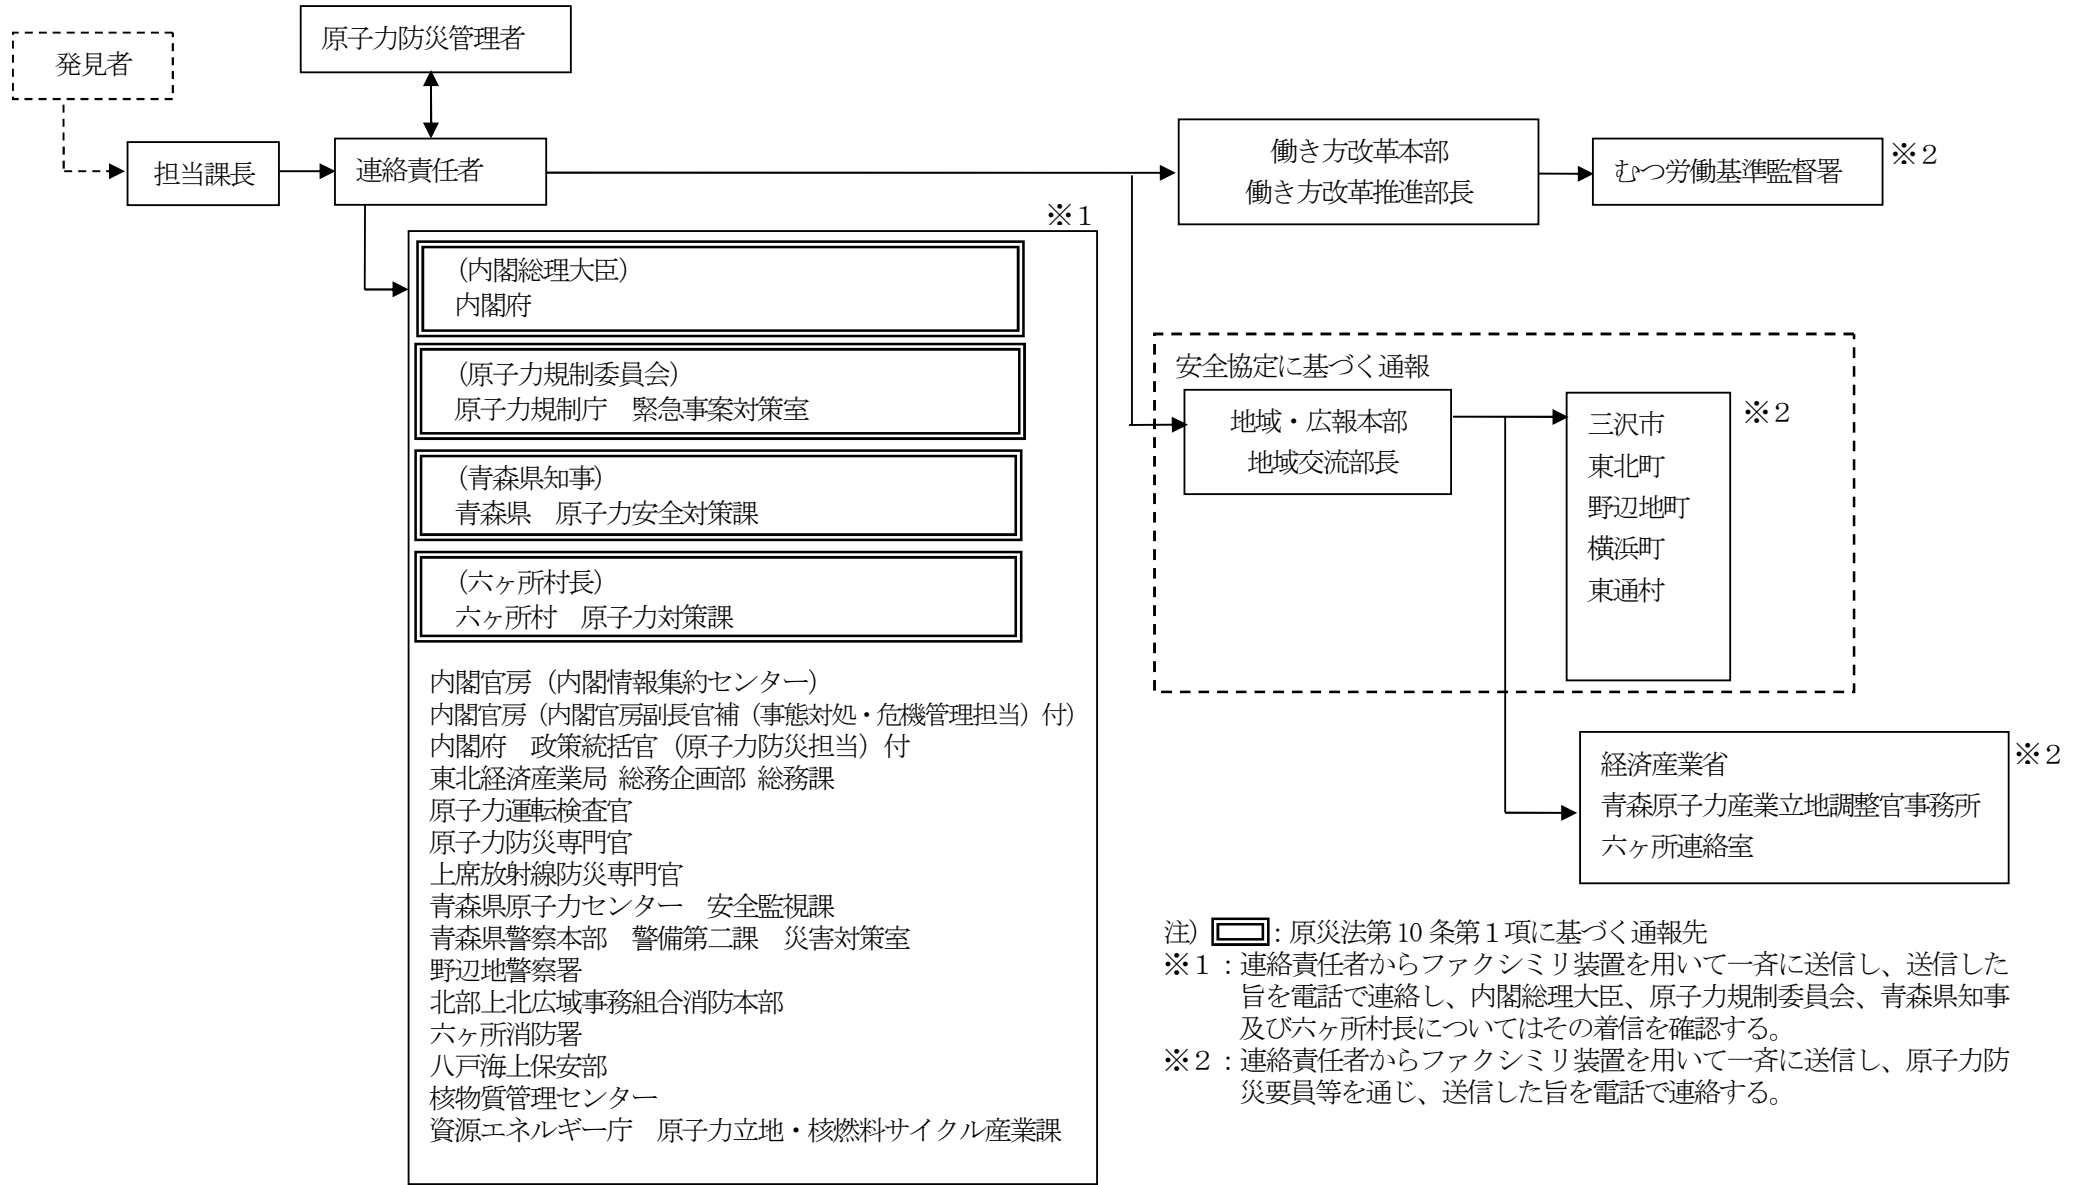 発見者
原子力防災管理者
担当課長
連絡責任者
働き方改革本部
働き方改革推進部長
むつ労働基準監督署
※2
※1
(内閣総理大臣)
内閣府
(原子力規制委員会)
原子力規制庁　緊急事案対策室
(青森県知事)
青森県　原子力安全対策課
(六ヶ所村長)
六ヶ所村　原子力対策課
内閣官房（内閣情報集約センター）
内閣官房（内閣官房副長官補（事態対処・危機管理担当）付）
内閣府　政策統括官（原子力防災担当）付
東北経済産業局 総務企画部 総務課
原子力運転検査官
原子力防災専門官
上席放射線防災専門官
青森県原子力センター　安全監視課
青森県警察本部　警備第二課　災害対策室
野辺地警察署
北部上北広域事務組合消防本部
六ヶ所消防署
八戸海上保安部
核物質管理センター
資源エネルギー庁　原子力立地・核燃料サイクル産業課
安全協定に基づく通報
地域・広報本部
地域交流部長
三沢市
東北町
野辺地町
横浜町
東通村
※2
経済産業省
青森原子力産業立地調整官事務所
六ヶ所連絡室
※2
注）：原災法第 10 条第１項に基づく通報先
※１：連絡責任者からファクシミリ装置を用いて一斉に送信し、送信した
旨を電話で連絡し、内閣総理大臣、原子力規制委員会、青森県知事
及び六ヶ所村長についてはその着信を確認する。
※２：連絡責任者からファクシミリ装置を用いて一斉に送信し、原子力防
災要員等を通じ、送信した旨を電話で連絡する。